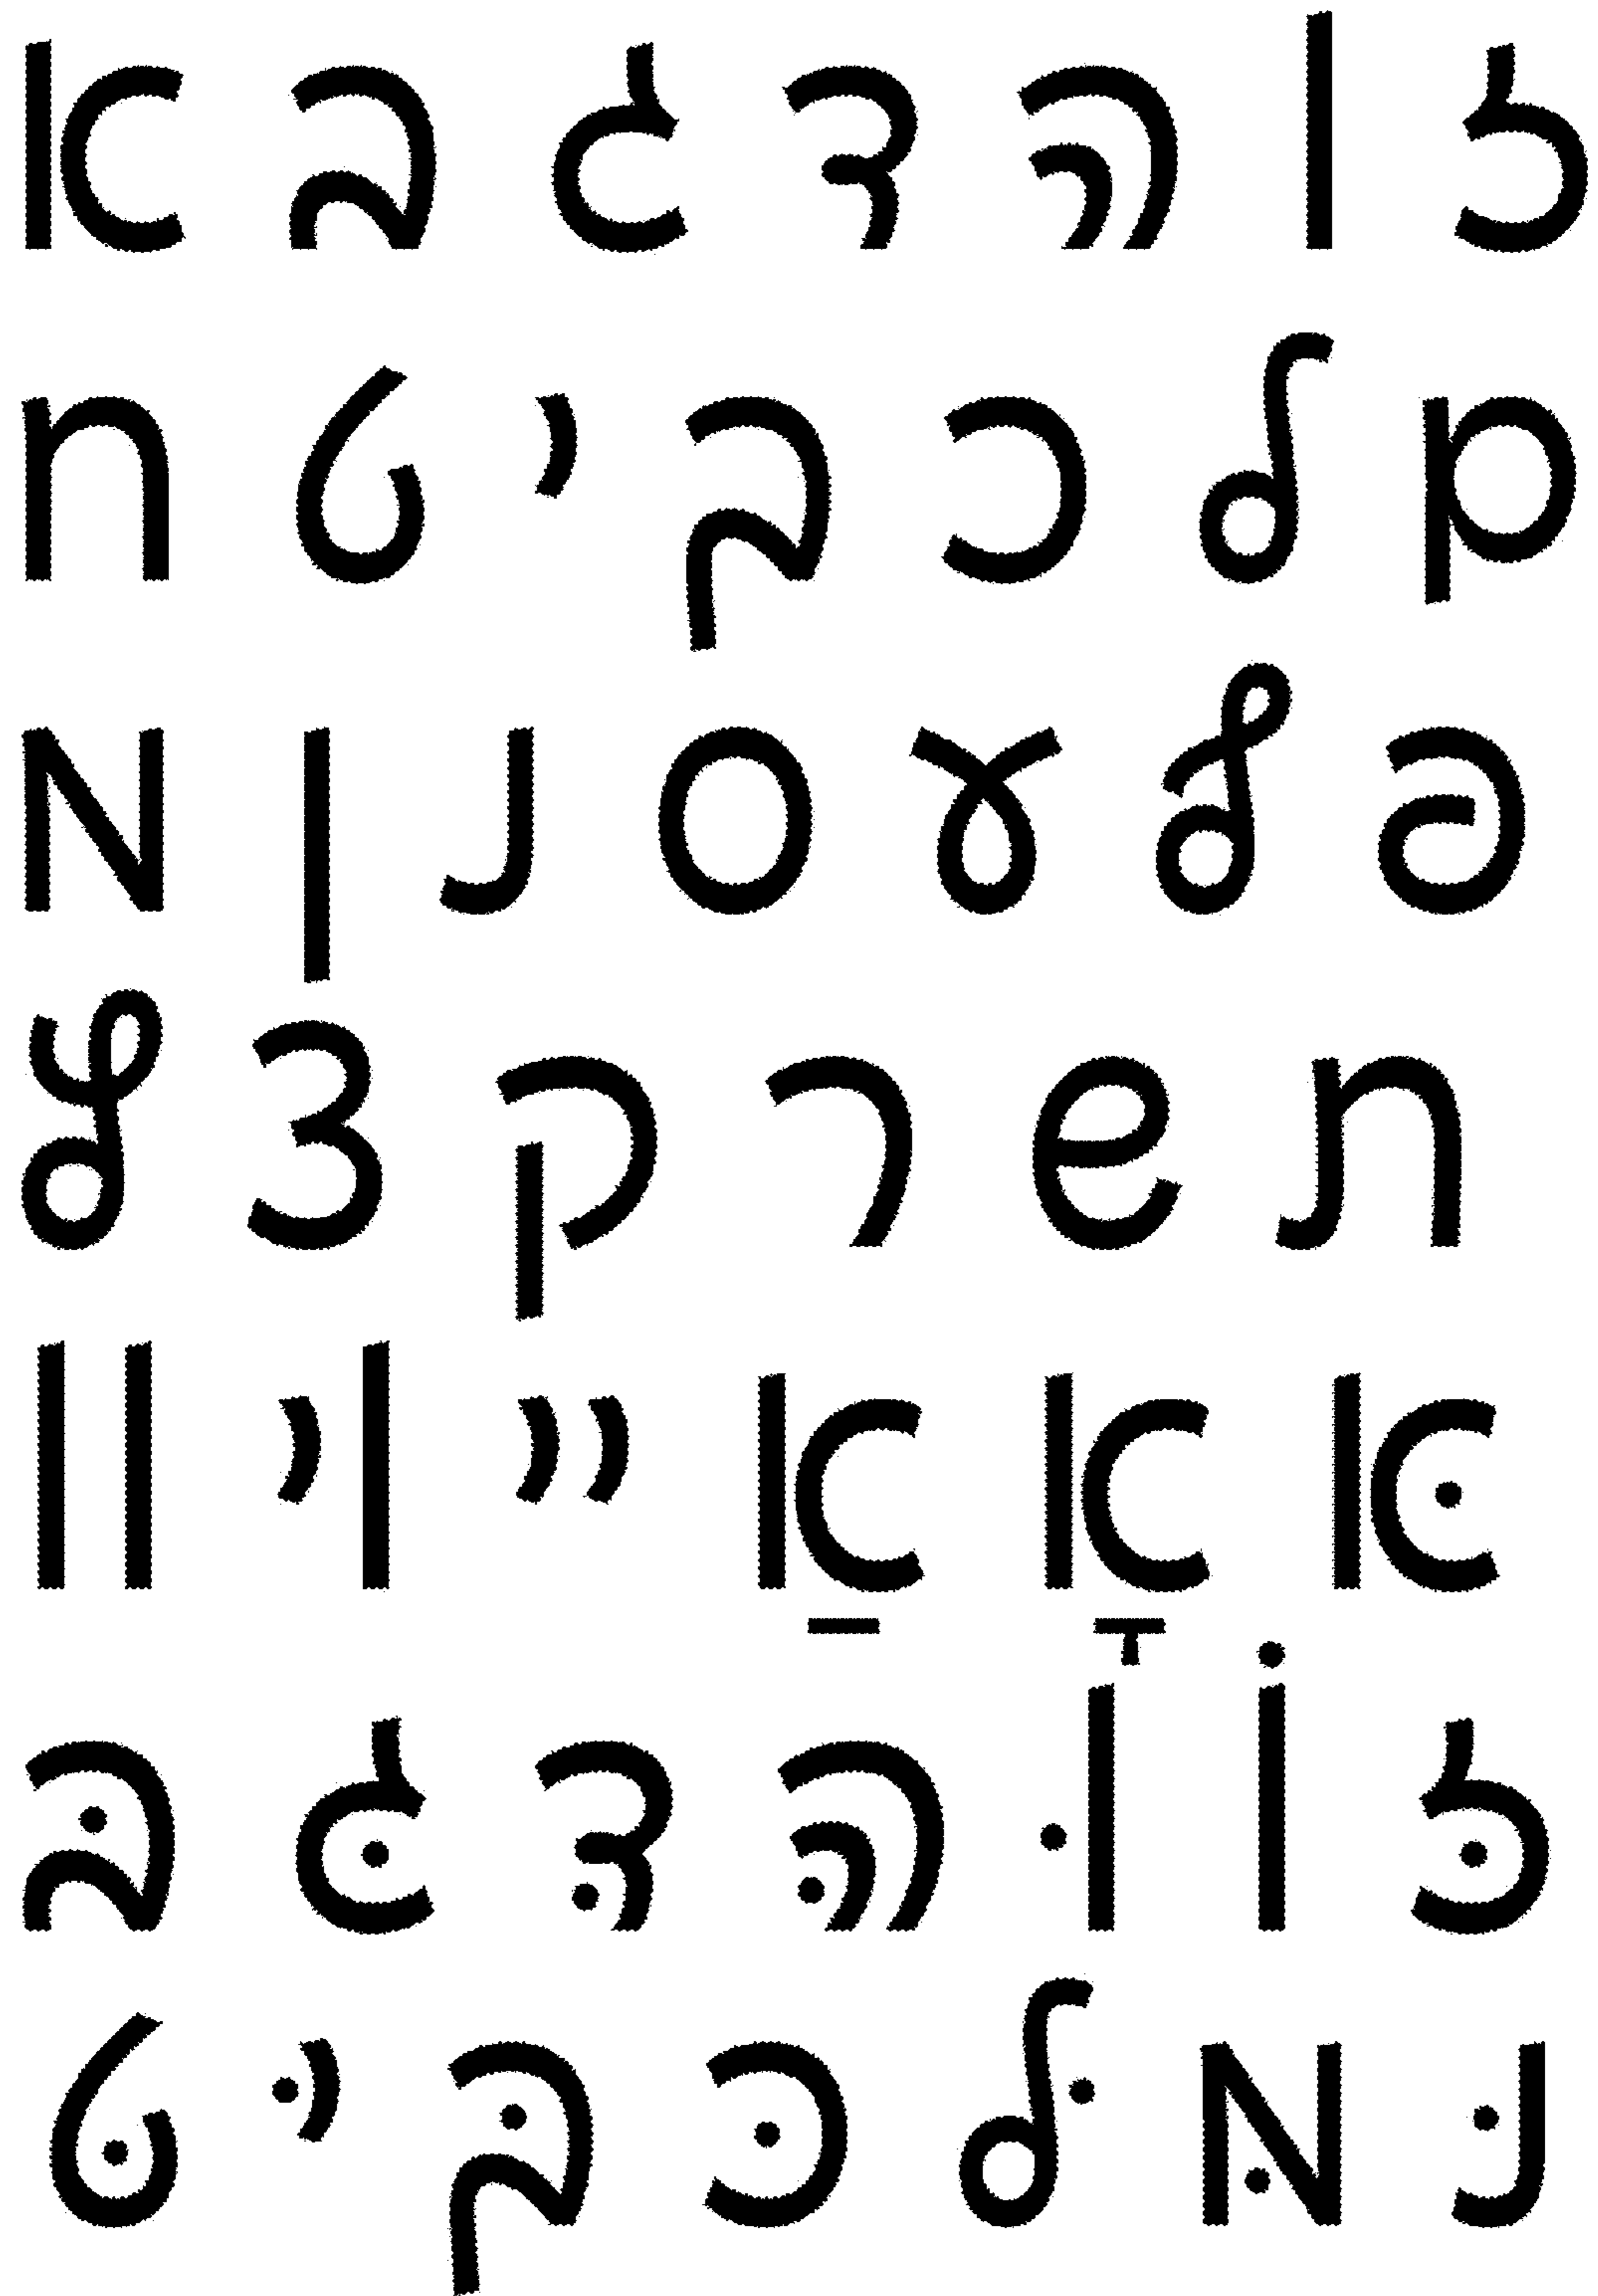 א ב ג ד ה ו ז
ח ט י ך כ ל ם
מ ן נ ס ע ף פ
ץ צ ק ר ש ת
װ ױ ײ אַ אָ אּ
בּ גּ דּ הּ וּ וֹ זּ
טּ יּ ךּ כּ לּ מּ נּ